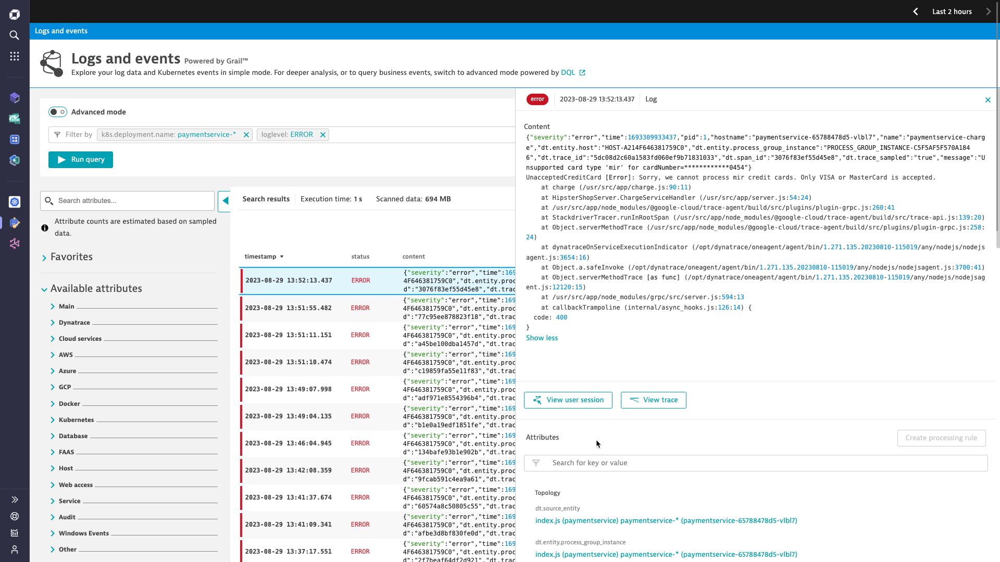 Last 2 hours
Logs and events
Logs and events Powered by Grail™
Explore your log data and Kubernetes events in simple mode. For deeper analysis, or to query business events, switch to advanced mode powered by DQL
Advanced mode
Filter by k8s.deployment.name: paymentservice-* loglevel: ERROR
Run query
Search attributes...
Attribute counts are estimated based on sampled
data.
Favorites
Available attributes
Main
Dynatrace
Cloud services
AWS
Azure
GCP
Docker
Kubernetes
Database
FAAS
Host
Web access
Service
Audit
Windows Events
Other
Search results Execution time: 1 s Scanned data: 694 MB
timestamp status content
2023-08-29 13:52:13.437 ERROR
{"severity":"error","time":169
4F646381759C0","dt.entity.proc
d":"3076f83ef55d45e8","dt.trac
2023-08-29 13:51:55.482 ERROR
{"severity":"error","time":169
4F646381759C0","dt.entity.proc
d":"77c95ee878823f18","dt.trac
2023-08-29 13:51:11.151 ERROR
{"severity":"error","time":169
4F646381759C0","dt.entity.proc
d":"a45be100dba1457d","dt.trac
2023-08-29 13:51:10.474 ERROR
{"severity":"error","time":169
4F646381759C0","dt.entity.proc
d":"c19859fa55e11f83","dt.trac
2023-08-29 13:49:07.998 ERROR
{"severity":"error","time":169
4F646381759C0","dt.entity.proc
d":"adf971e8554396b4","dt.trac
2023-08-29 13:49:04.135 ERROR
{"severity":"error","time":169
4F646381759C0","dt.entity.proc
d":"b1e0a19edf1851fe","dt.trac
2023-08-29 13:46:04.945 ERROR
{"severity":"error","time":169
4F646381759C0","dt.entity.proc
d":"134bafe93b1e902b","dt.trac
2023-08-29 13:42:08.359 ERROR
{"severity":"error","time":169
4F646381759C0","dt.entity.proc
d":"9fcab591c4ea9a61","dt.trac
2023-08-29 13:41:37.674 ERROR
{"severity":"error","time":169
4F646381759C0","dt.entity.proc
d":"60574a8c50805c55","dt.trac
2023-08-29 13:41:09.341 ERROR
{"severity":"error","time":169
4F646381759C0","dt.entity.proc
d":"afbe3d8bf830fe0d","dt.trac
2023-08-29 13:37:17.551 ERROR
{"severity":"error","time":169
4F646381759C0","dt.entity.proc
d":"2f7beaf64df2d921","dt.trac
error 2023-08-29 13:52:13.437 Log
Content
{"severity":"error","time":1693309933437,"pid":1,"hostname":"paymentservice-65788478d5-vlbl7","name":"paymentservice-charg
e","dt.entity.host":"HOST-A214F646381759C0","dt.entity.process_group_instance":"PROCESS_GROUP_INSTANCE-C5F5AF5F570A184
6","dt.trace_id":"5dc08d2c60a1583fd060ef9b71831033","dt.span_id":"3076f83ef55d45e8","dt.trace_sampled":"true","message":"U
nsupported card type 'mir' for cardNumber=************0454"}
UnacceptedCreditCard [Error]: Sorry, we cannot process mir credit cards. Only VISA or MasterCard is accepted.
at charge (/usr/src/app/charge.js:90:11)
at HipsterShopServer.ChargeServiceHandler (/usr/src/app/server.js:54:24)
at /usr/src/app/node_modules/@google-cloud/trace-agent/build/src/plugins/plugin-grpc.js:260:41
at StackdriverTracer.runInRootSpan (/usr/src/app/node_modules/@google-cloud/trace-agent/build/src/trace-api.js:139:20)
at Object.serverMethodTrace (/usr/src/app/node_modules/@google-cloud/trace-agent/build/src/plugins/plugin-grpc.js:258:
24)
at dynatraceOnServiceExecutionIndicator (/opt/dynatrace/oneagent/agent/bin/1.271.135.20230810-115019/any/nodejs/nodejs
agent.js:3654:16)
at Object.a.safeInvoke (/opt/dynatrace/oneagent/agent/bin/1.271.135.20230810-115019/any/nodejs/nodejsagent.js:3700:41)
at Object.serverMethodTrace [as func] (/opt/dynatrace/oneagent/agent/bin/1.271.135.20230810-115019/any/nodejs/nodejsag
ent.js:12120:15)
at /usr/src/app/node_modules/grpc/src/server.js:594:13
at callbackTrampoline (internal/async_hooks.js:126:14) {
code: 400
}
Show less
View user session View trace
Attributes Create processing rule
Search for key or value
Topology
dt.source_entity
index.js (paymentservice) paymentservice-* (paymentservice-65788478d5-vlbl7)
dt.entity.process_group_instance
index.js (paymentservice) paymentservice-* (paymentservice-65788478d5-vlbl7)